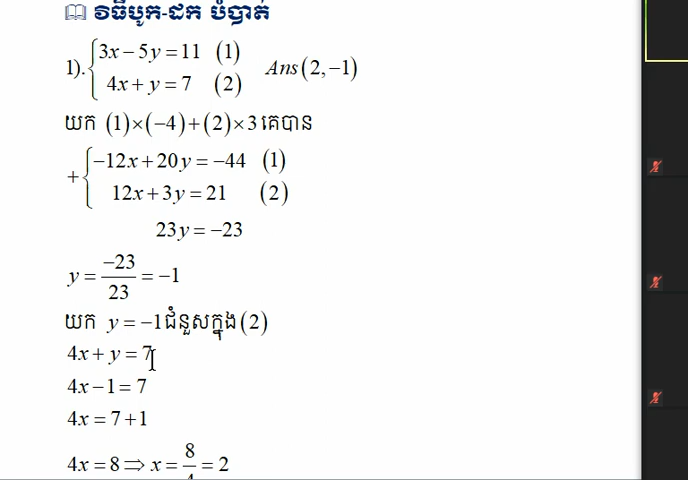 វិធីបូក-ដក បំបាត់
1). 3x − 5y = 11 (1)
4x + y = 7 (2) Ans(2,−1)
យក (1)×(−4)+(2)×3 គេបាន
+ −12x + 20y = −44 (1)
12x + 3y = 21 (2)
23y = −23
y = −23/23 = −1
យក y = −1 ជំនួសក្នុង (2)
4x + y = 7
4x − 1 = 7
4x = 7 + 1
4x = 8 ⇒ x = 8/4 = 2